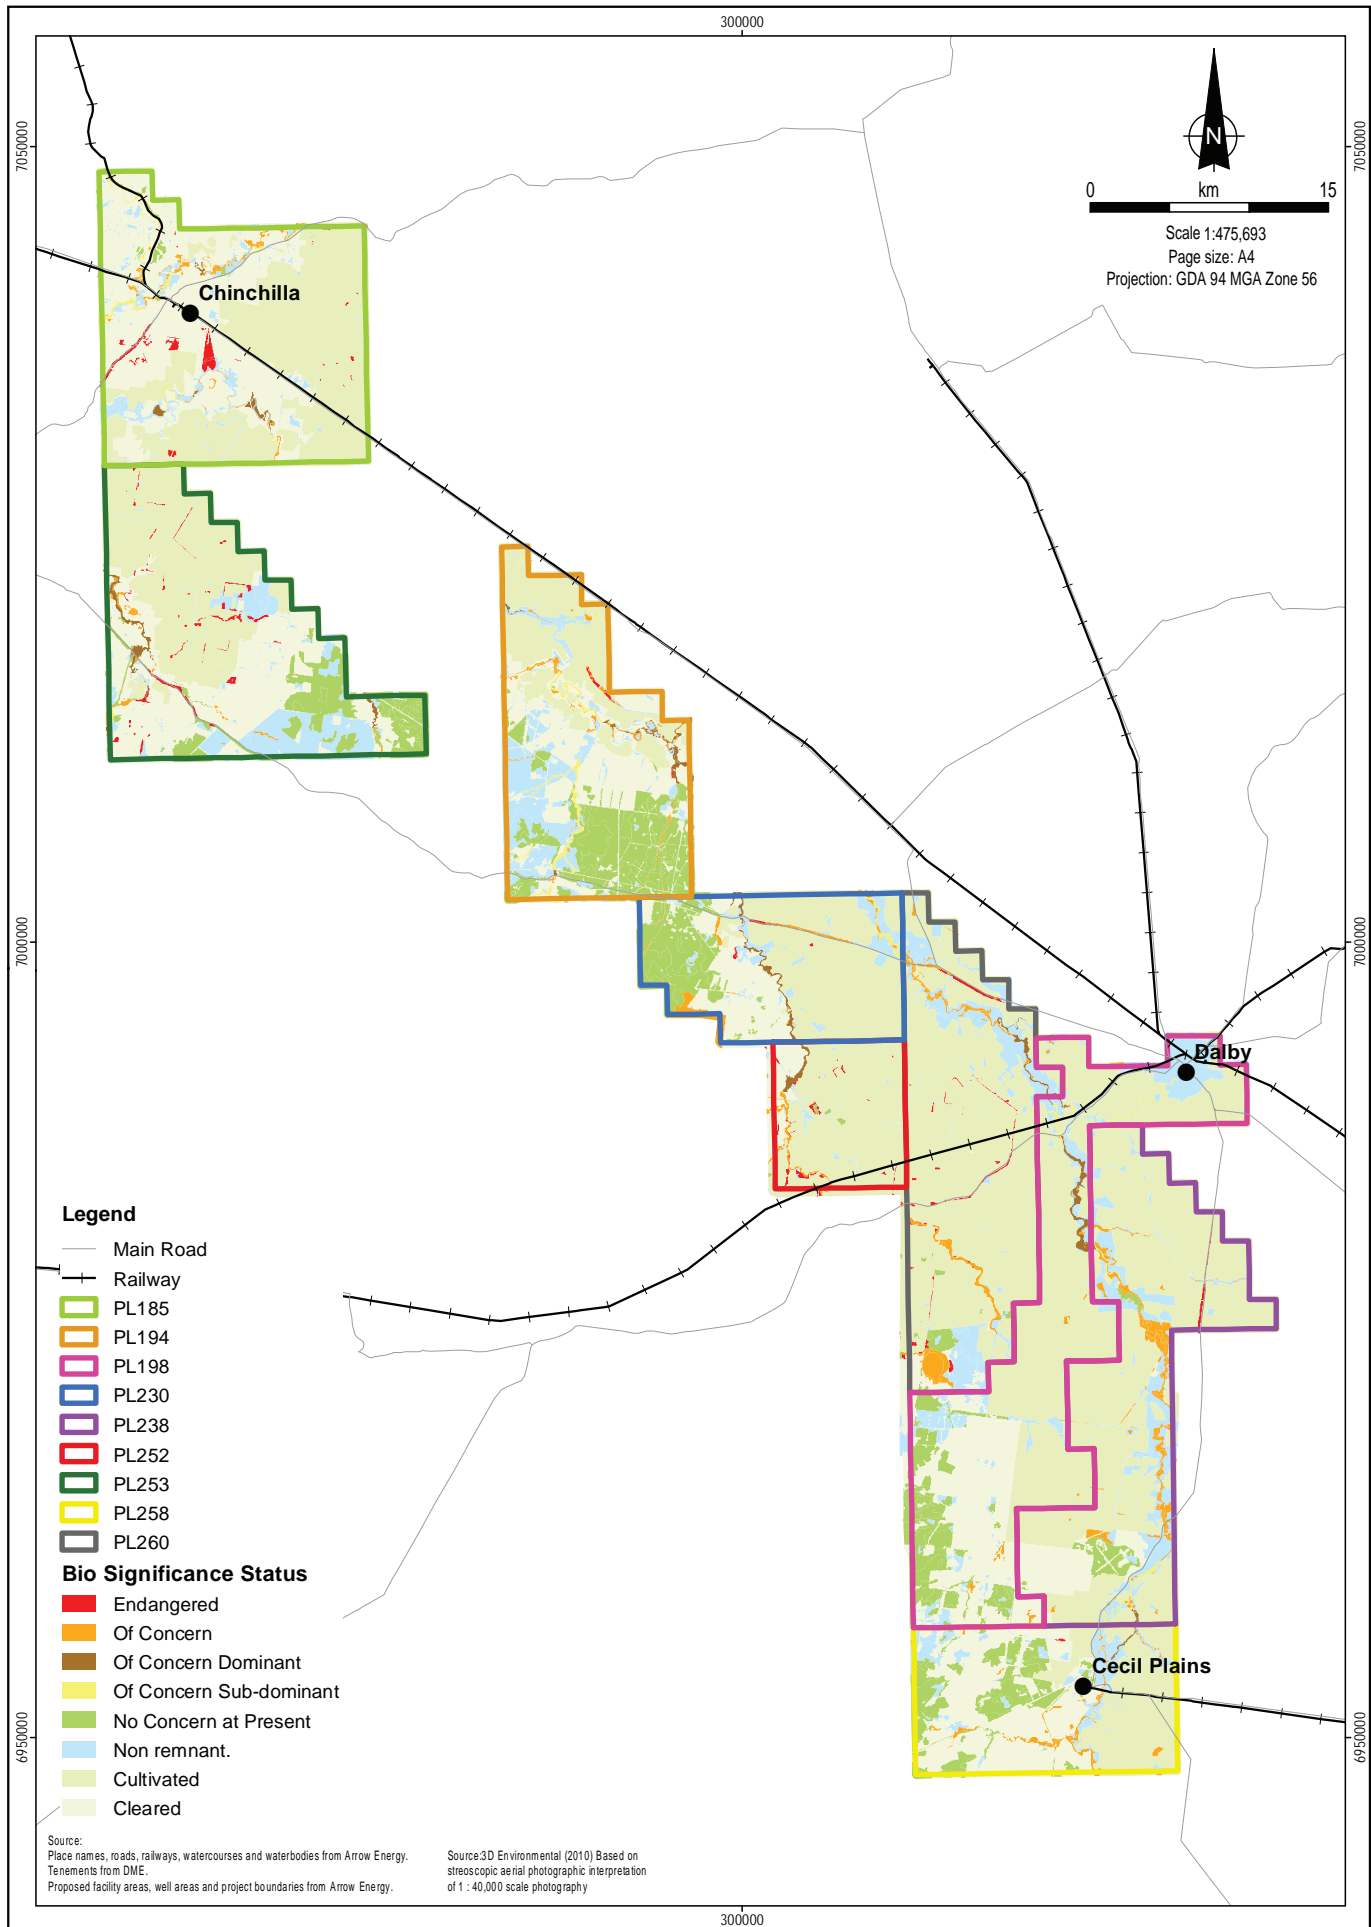 300000
7050000
7050000
N
0 km 15
Scale 1:475,693
Page size: A4
Projection: GDA 94 MGA Zone 56
Chinchilla
7000000
7000000
Dalby
Legend
Main Road
Railway
PL185
PL194
PL198
PL230
PL238
PL252
PL253
PL258
PL260
Bio Significance Status
Endangered
Of Concern
Of Concern Dominant
Of Concern Sub-dominant
No Concern at Present
Non remnant.
Cultivated
Cleared
Cecil Plains
6950000
6950000
Source:
Place names, roads, railways, watercourses and waterbodies from Arrow Energy.
Tenements from DME.
Proposed facility areas, well areas and project boundaries from Arrow Energy.
Source:3D Environmental (2010) Based on
streoscopic aerial photographic interpretation
of 1 : 40,000 scale photography
300000